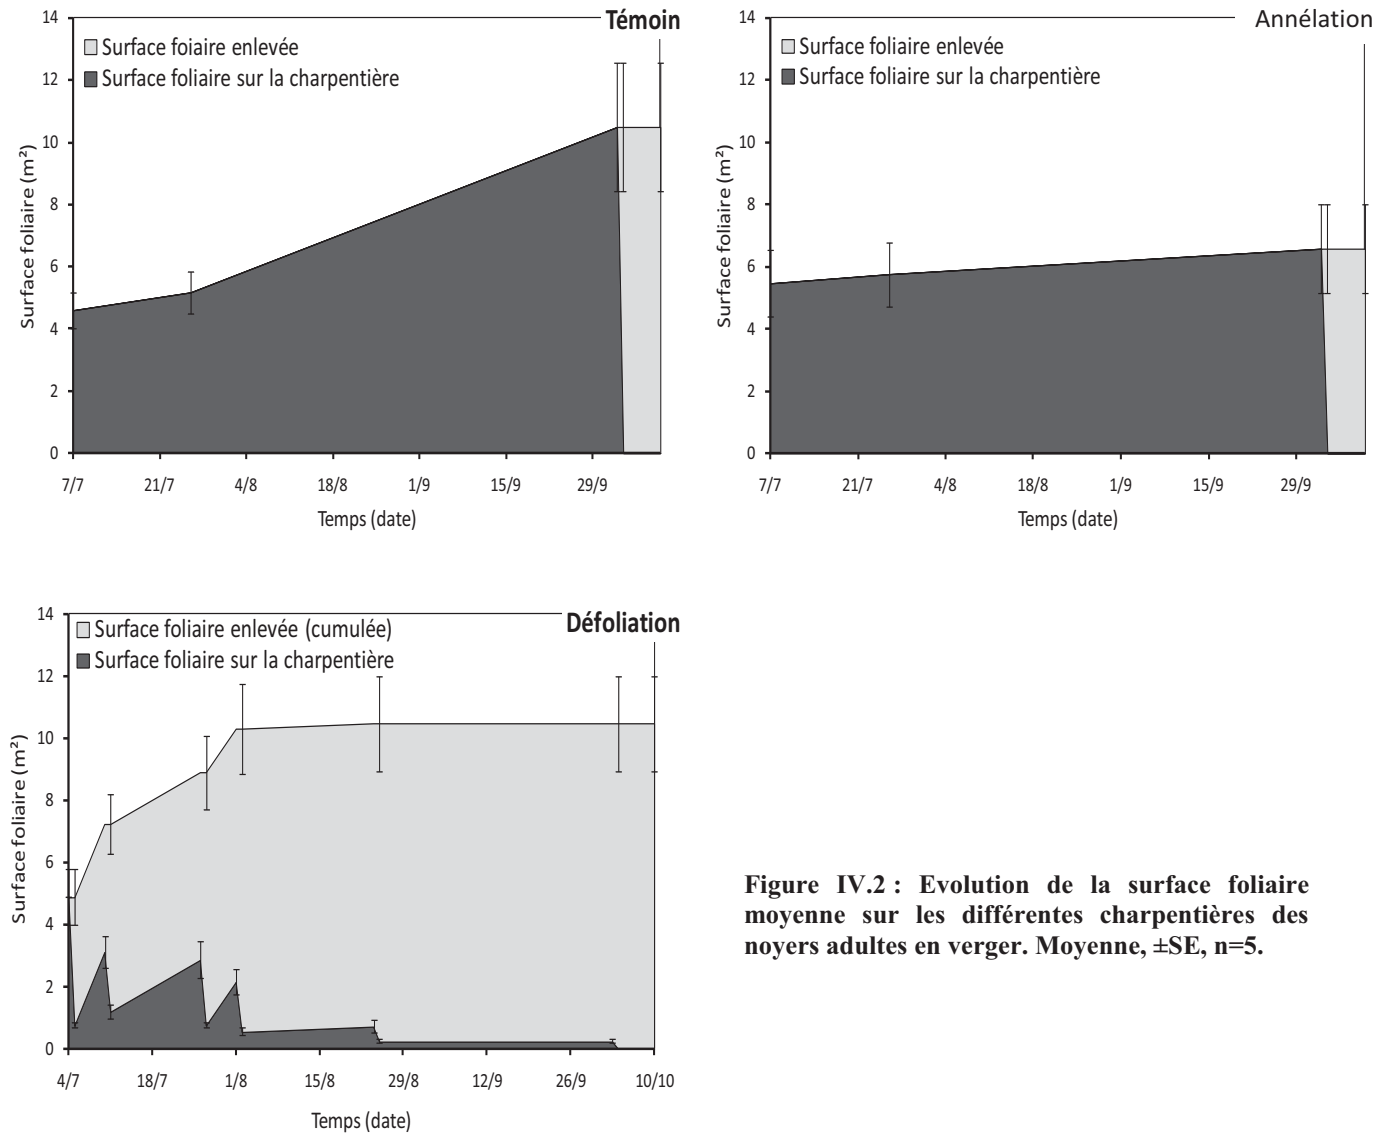 Témoin
14
12
10
8
6
4
2
0
Surface foliaire (m²)
Surface foiaire enlevée
Surface foliaire sur la charpentière
7/7 21/7 4/8 18/8 1/9 15/9 29/9
Temps (date)
Annélation
14
12
10
8
6
4
2
0
Surface foliaire (m²)
Surface foliaire enlevée
Surface foliaire sur la charpentière
7/7 21/7 4/8 18/8 1/9 15/9 29/9
Temps (date)
Défoliation
14
12
10
8
6
4
2
0
Surface foliaire (m²)
Surface foliaire enlevée (cumulée)
Surface foliaire sur la charpentière
4/7 18/7 1/8 15/8 29/8 12/9 26/9 10/10
Temps (date)
Figure IV.2 : Evolution de la surface foliaire
moyenne sur les différentes charpentières des
noyers adultes en verger. Moyenne, ±SE, n=5.